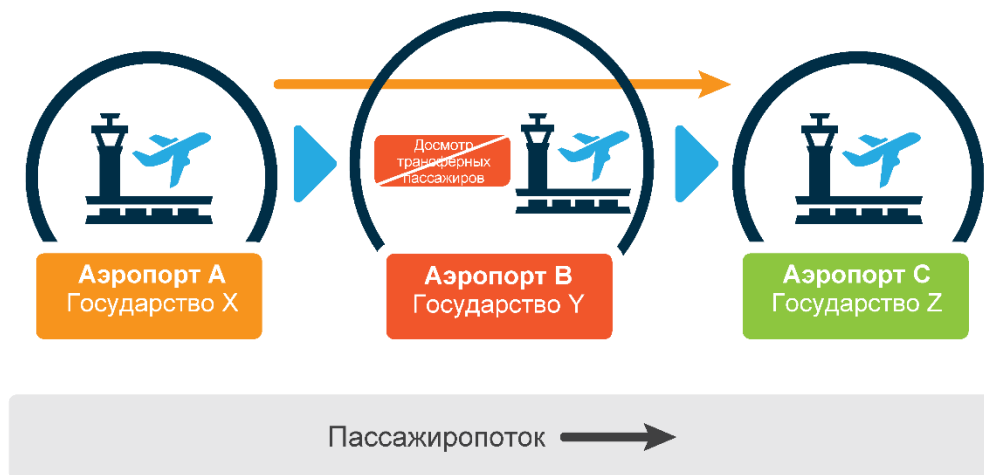 Досмотр
трансферных
пассажиров
Аэропорт A
Государство X
Аэропорт B
Государство Y
Аэропорт C
Государство Z
Пассажиропоток